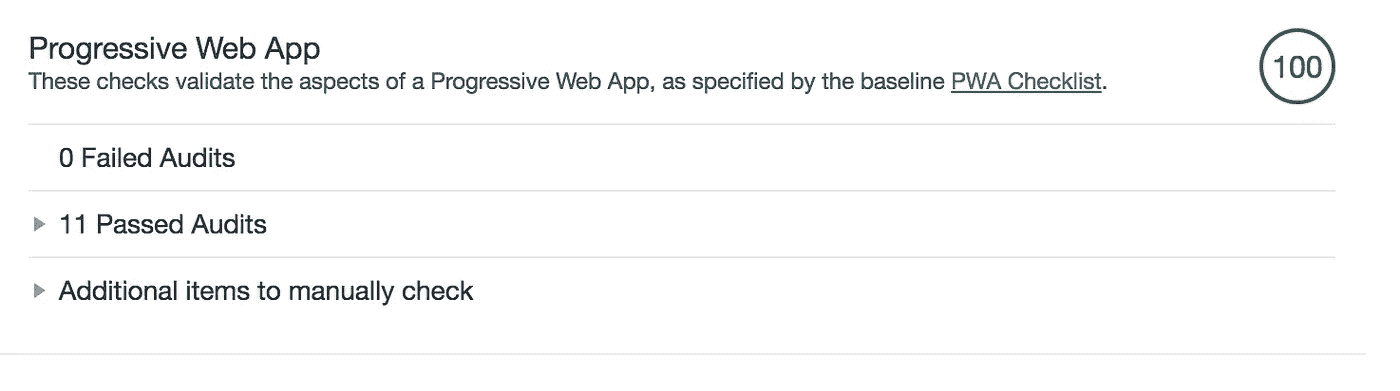 Progressive Web App
100
These checks validate the aspects of a Progressive Web App, as specified by the baseline PWA Checklist.
0 Failed Audits
11 Passed Audits
Additional items to manually check